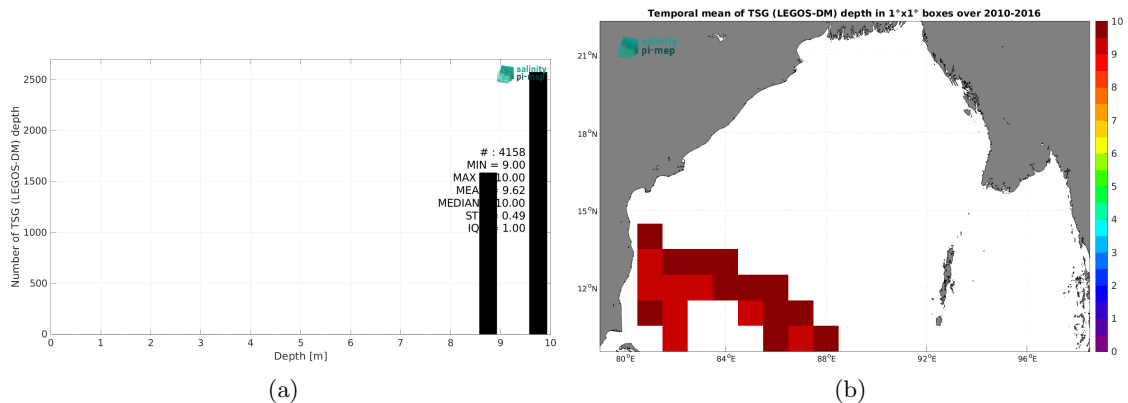 Number of TSG (LEGOS-DM) depth
2500
2000
1500
1000
500
0
salinity
pi-mep
# : 4158
MIN = 9.00
MAX 10.00
MEA = 9.62
MEDIAN 10.00
ST 0.49
IQ = 1.00
0 1 2 3 4 5 6 7 8 9 10
Depth [m]
(a)
Temporal mean of TSG (LEGOS-DM) depth in 1°x1° boxes over 2010-2016
salinity
pi-mep
21°N
18°N
15°N
12°N
80°E 84°E 88°E 92°E 96°E
10
9
8
7
6
5
4
3
2
1
0
(b)